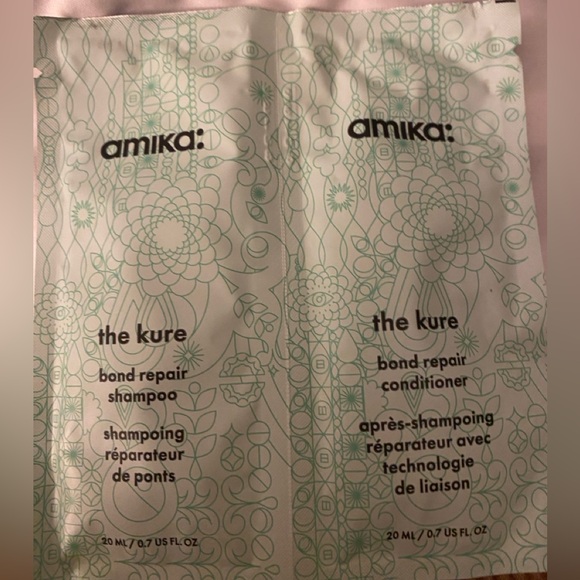 amika:
the kure
bond repair
shampoo
shampoing
réparateur
de ponts
20 ML / 0.7 US FL. OZ
amika:
the kure
bond repair
conditioner
après-shampoing
réparateur avec
technologie
de liaison
20 ML / 0.7 US FL. OZ